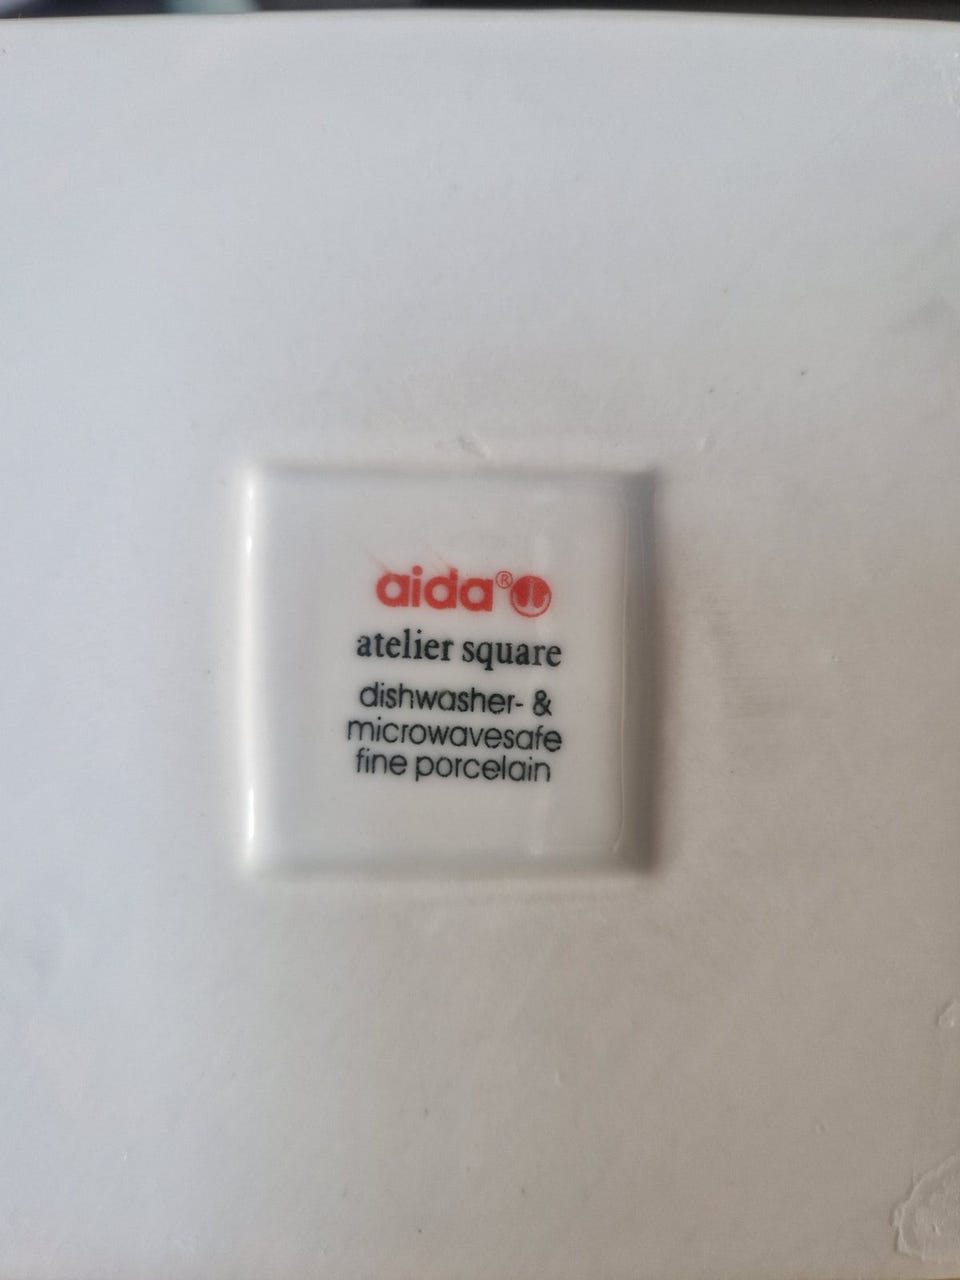 aida®
atelier square
dishwasher- &
microwavesafe
fine porcelain